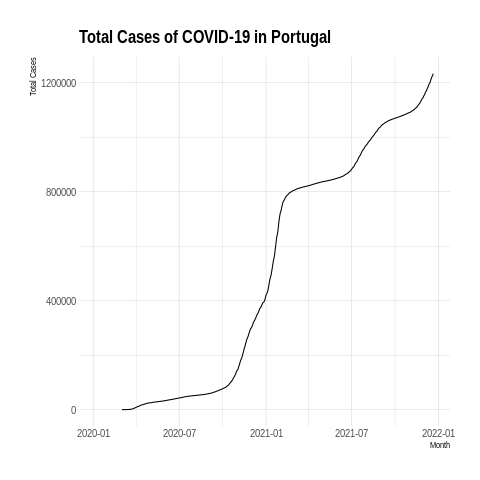 Total Cases of COVID-19 in Portugal
Total Cases
1200000
800000
400000
0
2020-01 2020-07 2021-01 2021-07 2022-01
Month